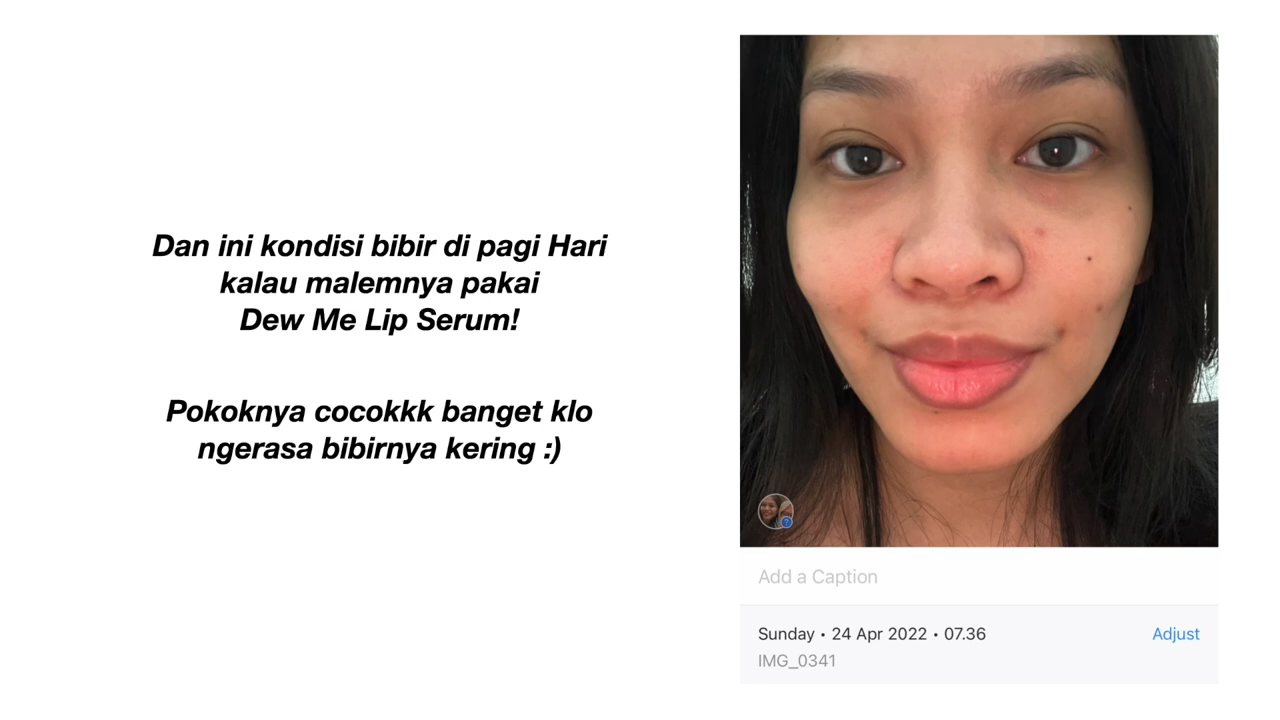 Dan ini kondisi bibir di pagi Hari
kalau malemnya pakai
Dew Me Lip Serum!
Pokoknya cocokkk banget klo
ngerasa bibirnya kering :)
?
Add a Caption
Sunday • 24 Apr 2022 • 07.36
Adjust
IMG_0341